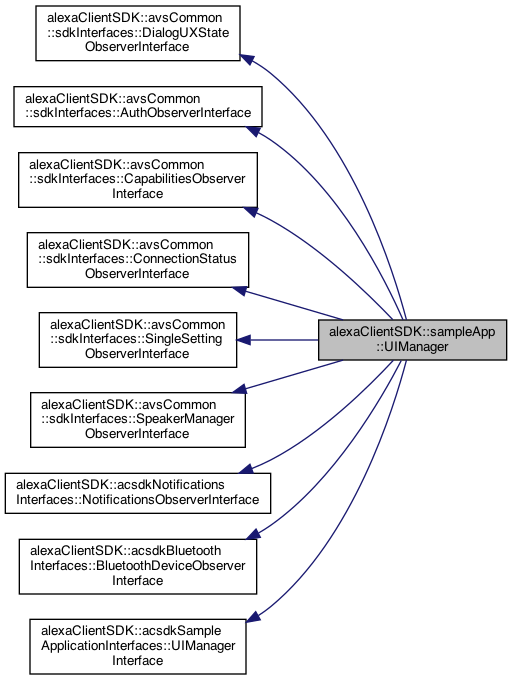 alexaClientSDK::avsCommon
::sdkInterfaces::DialogUXState
ObserverInterface
alexaClientSDK::avsCommon
::sdkInterfaces::AuthObserverInterface
alexaClientSDK::avsCommon
::sdkInterfaces::CapabilitiesObserver
Interface
alexaClientSDK::avsCommon
::sdkInterfaces::ConnectionStatus
ObserverInterface
alexaClientSDK::avsCommon
::sdkInterfaces::SingleSetting
ObserverInterface
alexaClientSDK::sampleApp
::UIManager
alexaClientSDK::avsCommon
::sdkInterfaces::SpeakerManager
ObserverInterface
alexaClientSDK::acsdkNotifications
Interfaces::NotificationsObserverInterface
alexaClientSDK::acsdkBluetooth
Interfaces::BluetoothDeviceObserver
Interface
alexaClientSDK::acsdkSample
ApplicationInterfaces::UIManager
Interface